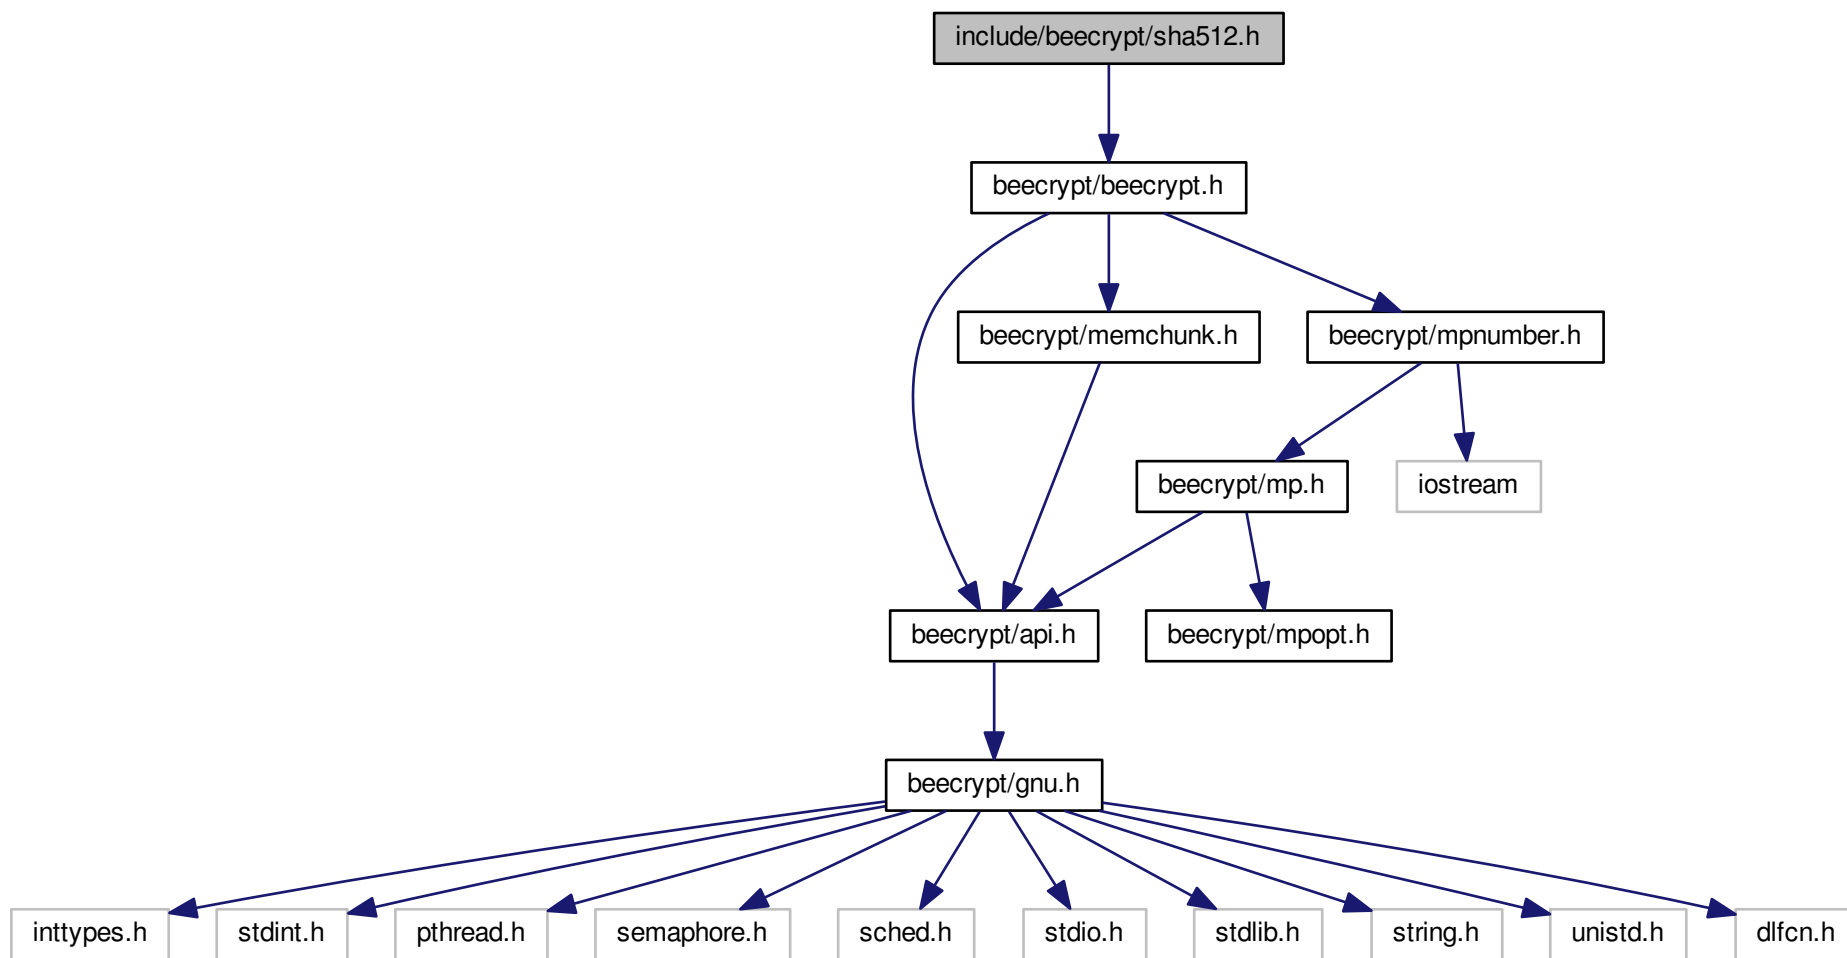 include/beecrypt/sha512.h
beecrypt/beecrypt.h
beecrypt/memchunk.h
beecrypt/mpnumber.h
beecrypt/mp.h
iostream
beecrypt/api.h
beecrypt/mpopt.h
beecrypt/gnu.h
inttypes.h
stdint.h
pthread.h
semaphore.h
sched.h
stdio.h
stdlib.h
string.h
unistd.h
dlfcn.h